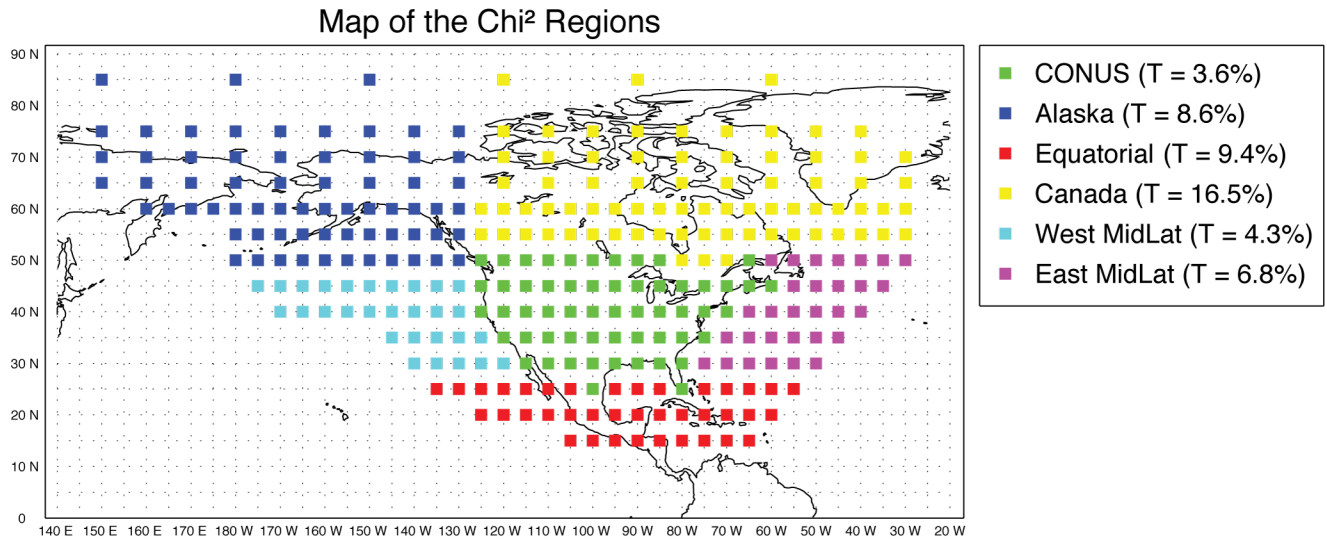 Map of the Chi² Regions
90 N
80 N
70 N
60 N
50 N
40 N
30 N
20 N
10 N
0
140 E 150 E 160 E 170 E 180 W 170 W 160 W 150 W 140 W 130 W 120 W 110 W 100 W 90 W 80 W 70 W 60 W 50 W 40 W 30 W 20 W
CONUS (T = 3.6%)
Alaska (T = 8.6%)
Equatorial (T = 9.4%)
Canada (T = 16.5%)
West MidLat (T = 4.3%)
East MidLat (T = 6.8%)